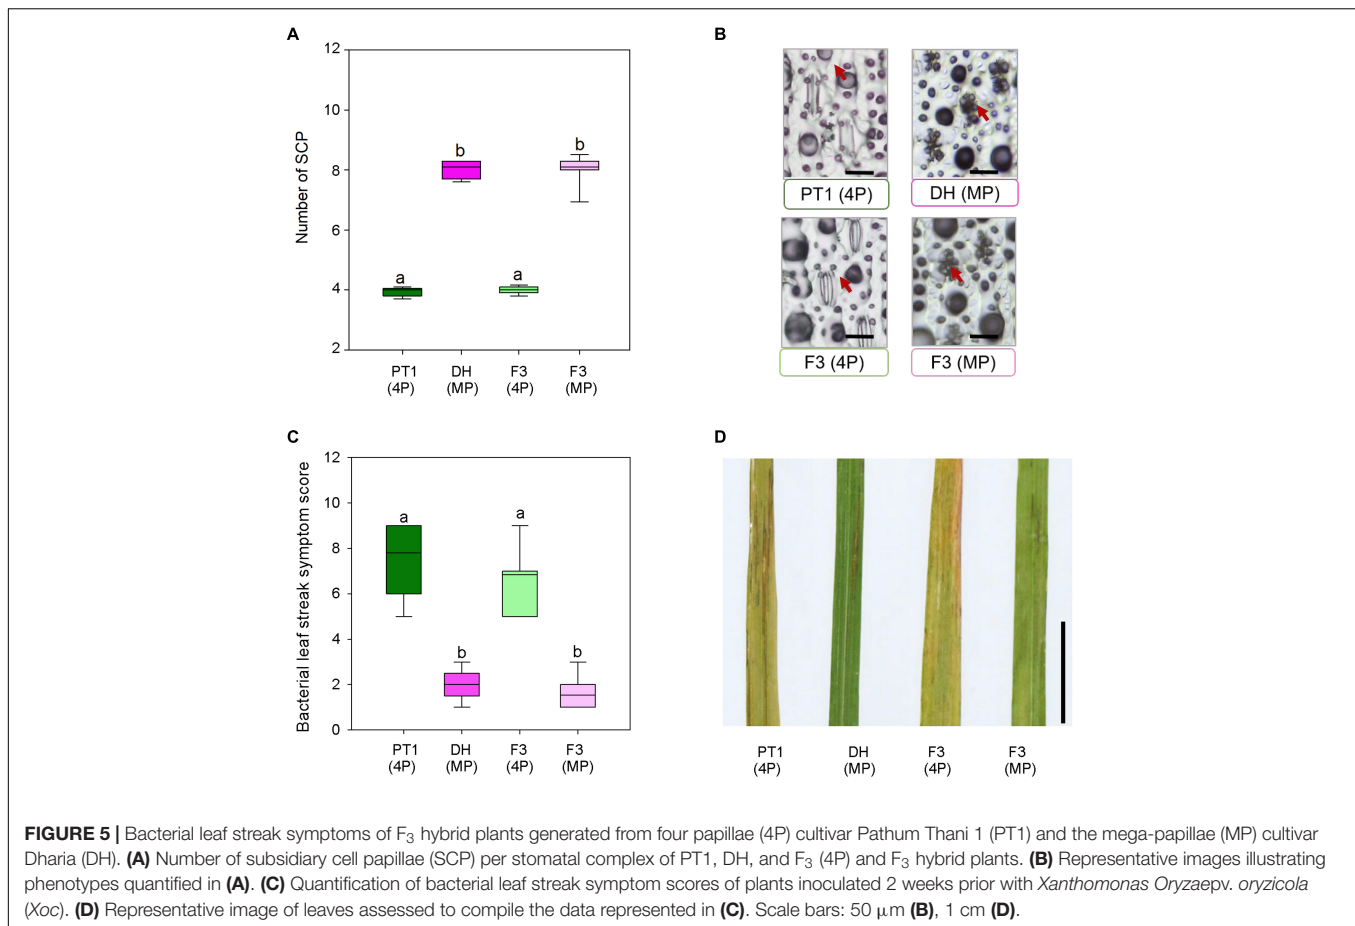 A
12
10
8
6
4
2
Number of SCP
a
b
a
b
PT1
(4P)
DH
(MP)
F3
(4P)
F3
(MP)
B
PT1 (4P)
DH (MP)
F3 (4P)
F3 (MP)
C
12
10
8
6
4
2
0
Bacterial leaf streak symptom score
a
b
a
b
PT1
(4P)
DH
(MP)
F3
(4P)
F3
(MP)
D
PT1
(4P)
DH
(MP)
F3
(4P)
F3
(MP)
FIGURE 5 | Bacterial leaf streak symptoms of F3 hybrid plants generated from four papillae (4P) cultivar Pathum Thani 1 (PT1) and the mega-papillae (MP) cultivar
Dharia (DH). (A) Number of subsidiary cell papillae (SCP) per stomatal complex of PT1, DH, and F3 (4P) and F3 hybrid plants. (B) Representative images illustrating
phenotypes quantified in (A). (C) Quantification of bacterial leaf streak symptom scores of plants inoculated 2 weeks prior with Xanthomonas Oryzaepv. oryzicola
(Xoc). (D) Representative image of leaves assessed to compile the data represented in (C). Scale bars: 50 μm (B), 1 cm (D).